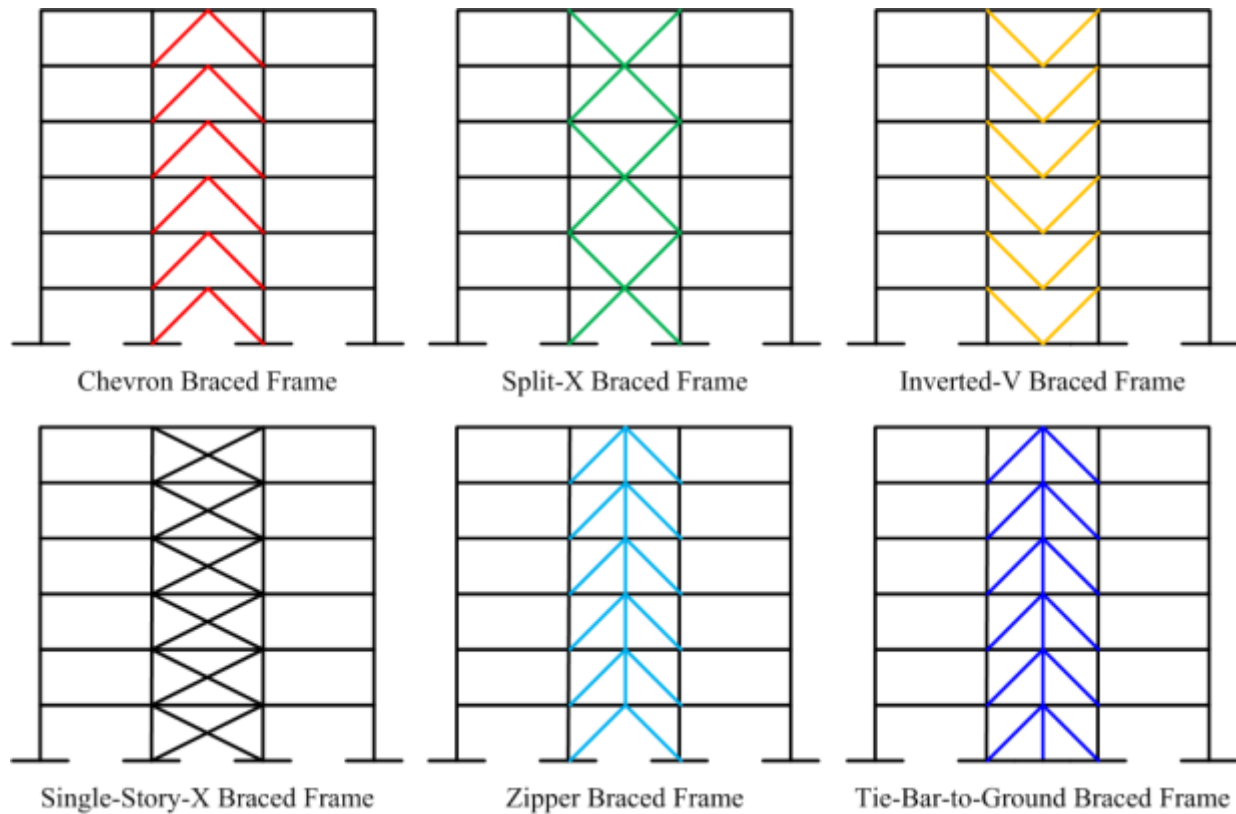 Chevron Braced Frame
Split-X Braced Frame
Inverted-V Braced Frame
Single-Story-X Braced Frame
Zipper Braced Frame
Tie-Bar-to-Ground Braced Frame